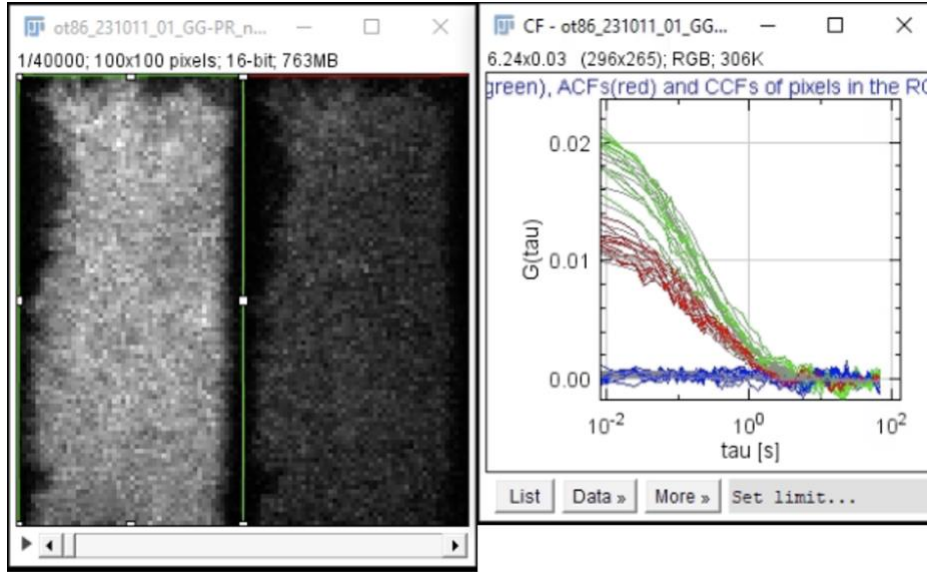 ot86_231011_01_GG-PR_n...
1/40000; 100x100 pixels; 16-bit; 763MB
CF - ot86_231011_01_GG...
6.24x0.03 (296x265); RGB; 306K
green), ACFs(red) and CCFs of pixels in the RO
0.02
0.01
0.00
G(tau)
10-2 100 102
tau [s]
List Data » More » Set limit...